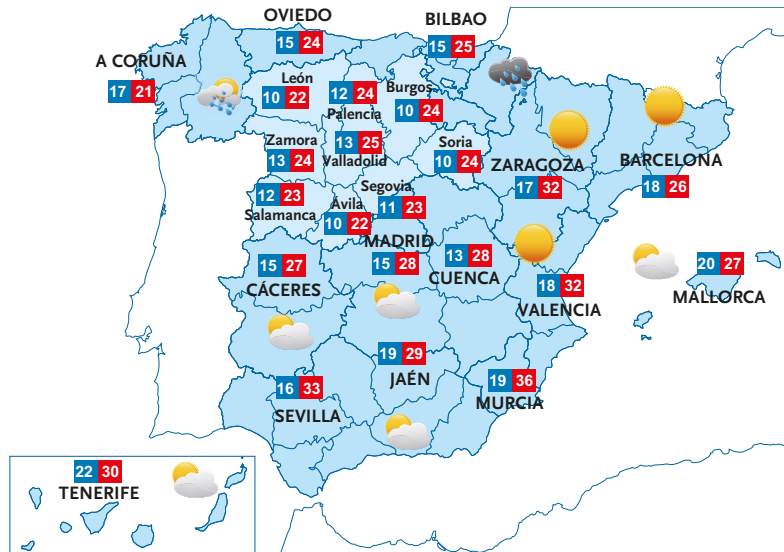 OVIEDO
15 24
BILBAO
15 25
A CORUÑA
17 21
León
10 22
12 24
Palencia
Burgos
10 24
Zamora
13 24
13 25
Valladolid
Soria
10 24
ZARAGOZA
17 32
BARCELONA
18 26
12 23
Salamanca
Ávila
10 22
Segovia
11 23
MADRID
15 28
13 28
CUENCA
15 27
CÁCERES
18 32
VALENCIA
20 27
MALLORCA
19 29
JAÉN
16 33
SEVILLA
19 36
MURCIA
22 30
TENERIFE